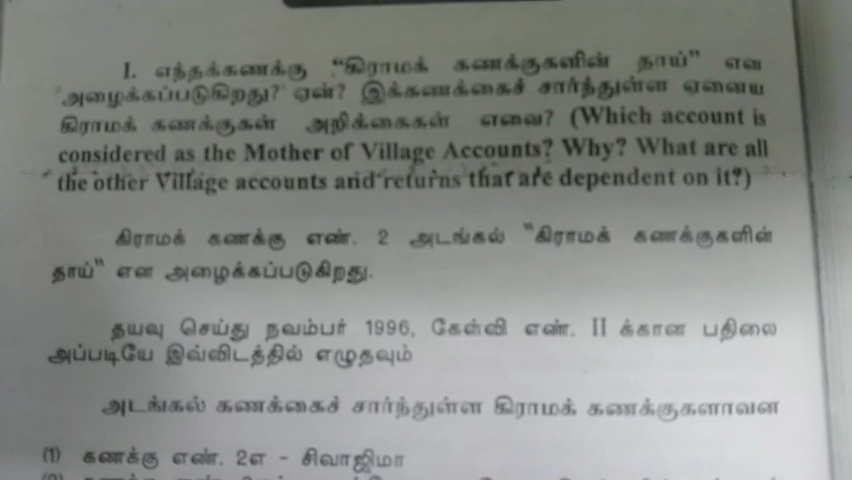 I. எந்தக்கணக்கு "கிராமக் கணக்குகளின் தாய்" என
அழைக்கப்படுகிறது? ஏன்? இக்கணக்கைச் சார்ந்துள்ள ஏனைய
கிராமக் கணக்குகள் அறிக்கைகள் எவை? (Which account is
considered as the Mother of Village Accounts? Why? What are all
the other Village accounts and returns that are dependent on it?)
கிராமக் கணக்கு எண். 2 அடங்கல் "கிராமக் கணக்குகளின்
தாய்" என அழைக்கப்படுகிறது.
தயவு செய்து நவம்பர் 1996, கேள்வி எண். II க்கான பதிலை
அப்படியே இவ்விடத்தில் எழுதவும்
அடங்கல் கணக்கைச் சார்ந்துள்ள கிராமக் கணக்குகளாவன
(1) கணக்கு எண். 2எ - சிவாஜிமா